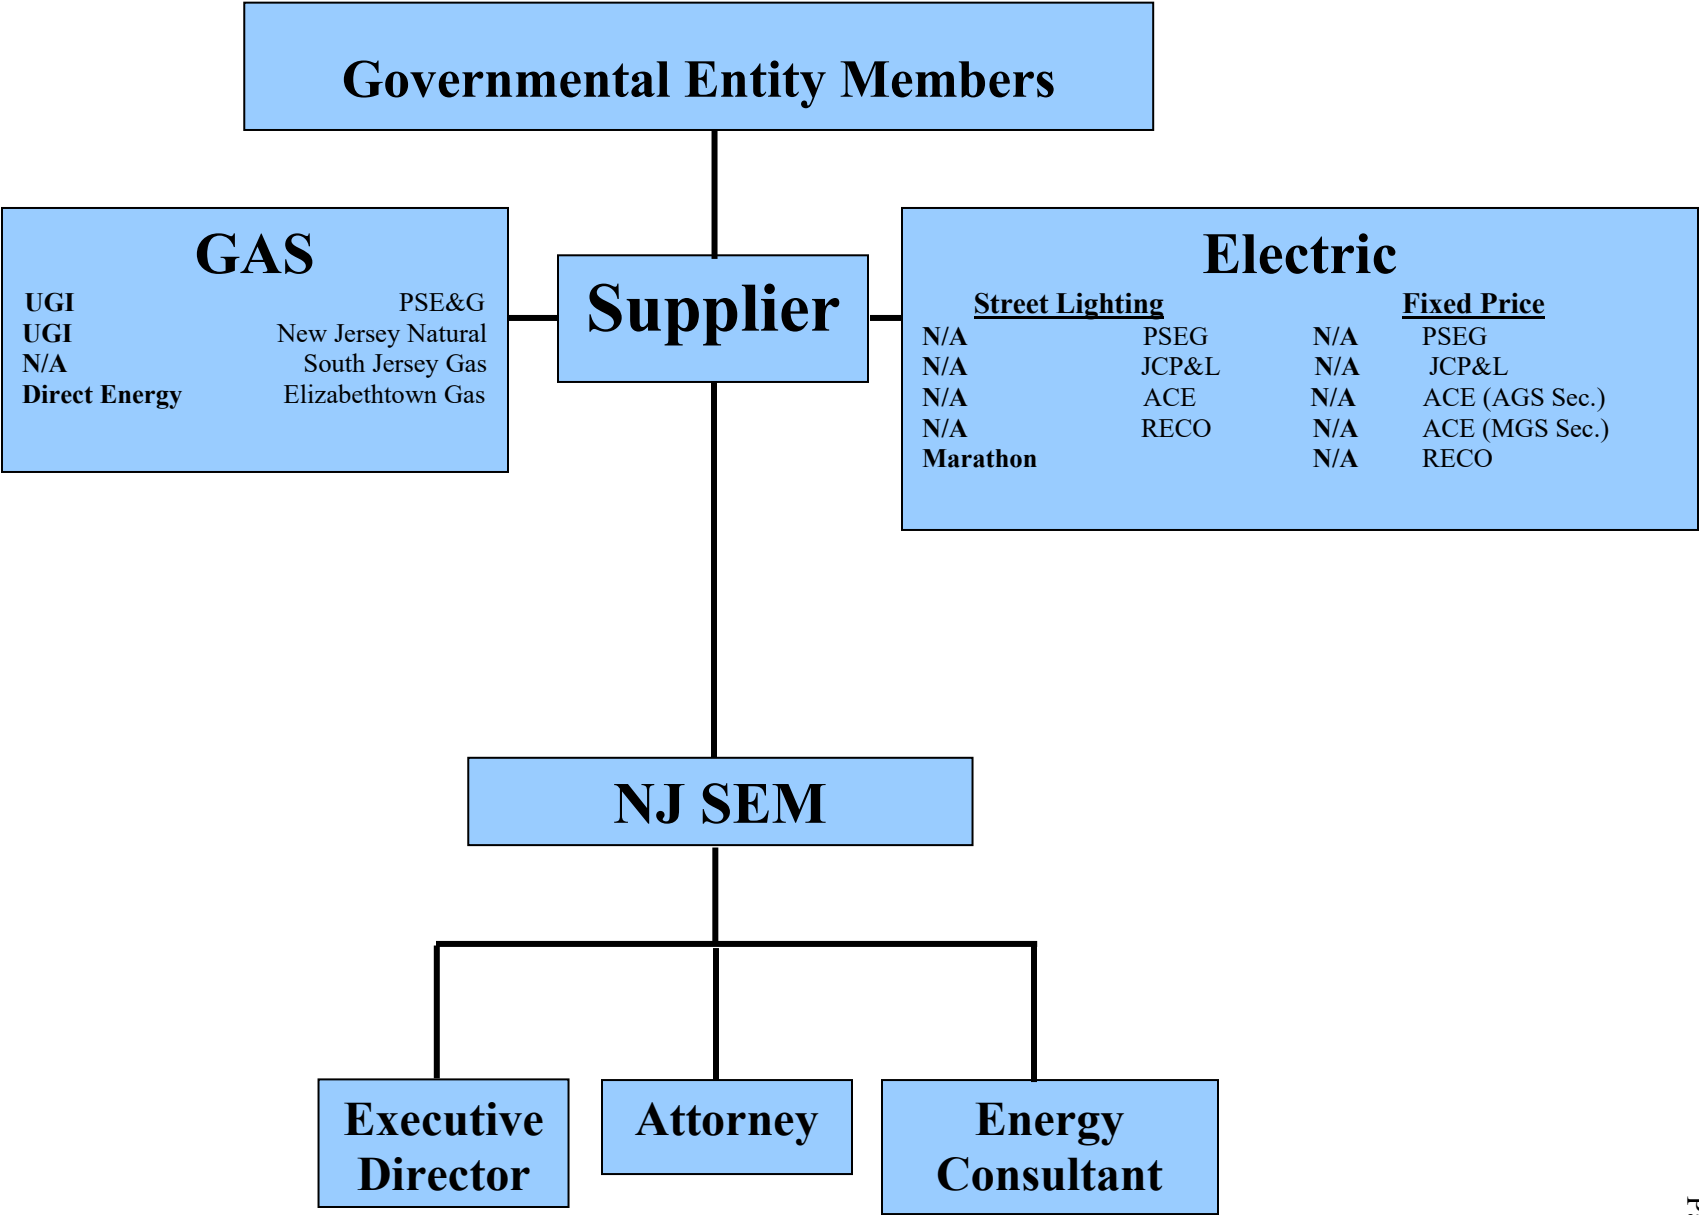 Governmental Entity Members
GAS
UGI PSE&G
UGI New Jersey Natural
N/A South Jersey Gas
Direct Energy Elizabethtown Gas
Supplier
Electric
Street Lighting Fixed Price
N/A PSEG N/A PSEG
N/A JCP&L N/A JCP&L
N/A ACE N/A ACE (AGS Sec.)
N/A RECO N/A ACE (MGS Sec.)
Marathon N/A RECO
NJ SEM
Executive
Director
Attorney
Energy
Consultant